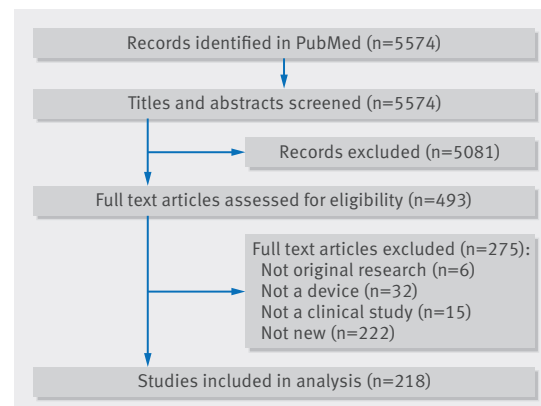 Records identified in PubMed (n=5574)
Titles and abstracts screened (n=5574)
Records excluded (n=5081)
Full text articles assessed for eligibility (n=493)
Full text articles excluded (n=275):
Not original research (n=6)
Not a device (n=32)
Not a clinical study (n=15)
Not new (n=222)
Studies included in analysis (n=218)